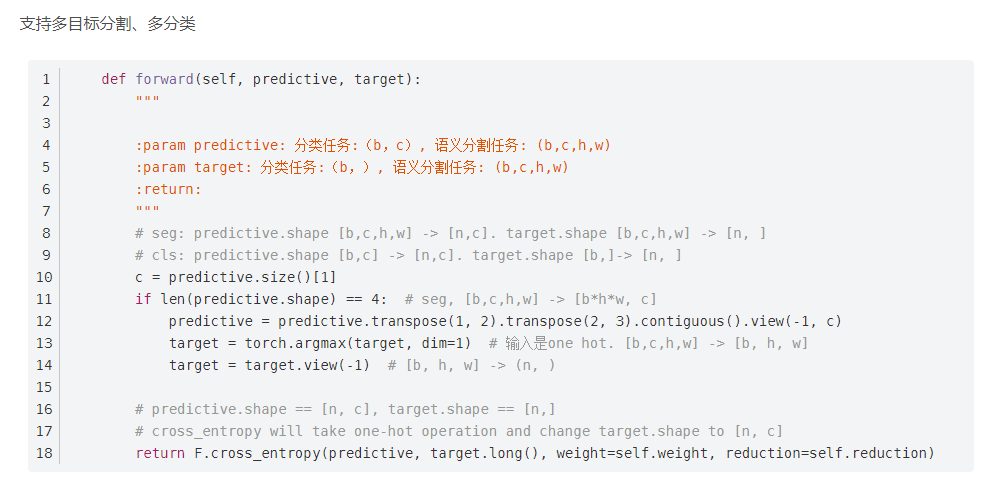 支持多目标分割、多分类
1 def forward(self, predictive, target):
2 """
3
4 :param predictive: 分类任务:（b，c）, 语义分割任务: (b,c,h,w)
5 :param target: 分类任务:（b，）, 语义分割任务: (b,c,h,w)
6 :return:
7 """
8 # seg: predictive.shape [b,c,h,w] -> [n,c]. target.shape [b,c,h,w] -> [n, ]
9 # cls: predictive.shape [b,c] -> [n,c]. target.shape [b,]-> [n, ]
10 c = predictive.size()[1]
11 if len(predictive.shape) == 4:  # seg, [b,c,h,w] -> [b*h*w, c]
12 predictive = predictive.transpose(1, 2).transpose(2, 3).contiguous().view(-1, c)
13 target = torch.argmax(target, dim=1)  # 输入是one hot. [b,c,h,w] -> [b, h, w]
14 target = target.view(-1)  # [b, h, w] -> (n, )
15
16 # predictive.shape == [n, c], target.shape == [n,]
17 # cross_entropy will take one-hot operation and change target.shape to [n, c]
18 return F.cross_entropy(predictive, target.long(), weight=self.weight, reduction=self.reduction)